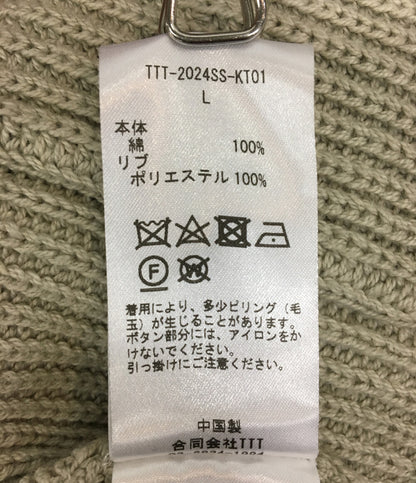 TTT-2024SS-KT01
L
本体
綿 100%
リブ
ポリエステル 100%
F W
着用により、多少ピリング（毛
玉）が生じることがあります。
ボタン部分には、アイロンをか
けないでください。
引っ掛けにご注意ください。
中国製
合同会社TTT